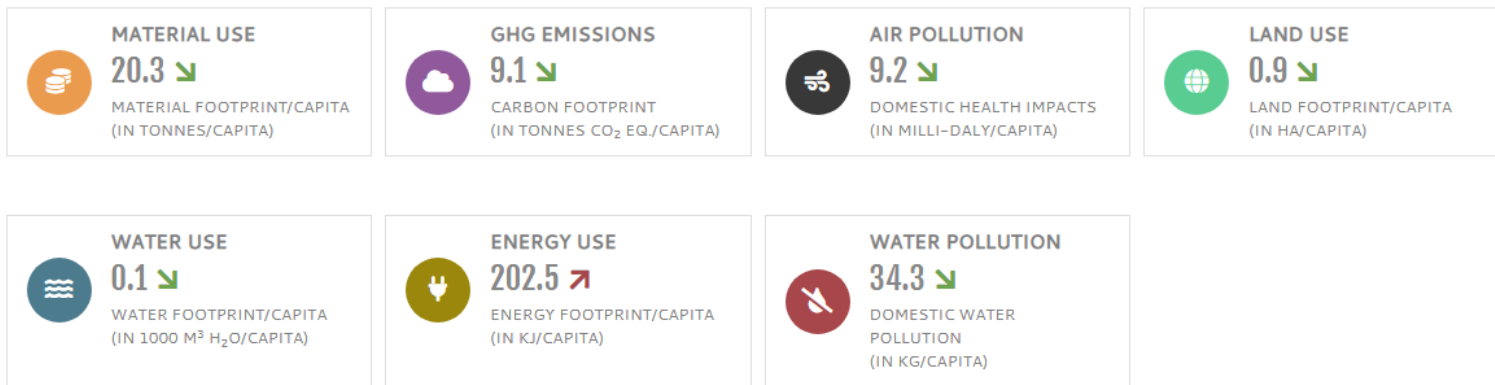 MATERIAL USE
20.3
MATERIAL FOOTPRINT/CAPITA
(IN TONNES/CAPITA)
GHG EMISSIONS
9.1
CARBON FOOTPRINT
(IN TONNES CO₂ EQ./CAPITA)
AIR POLLUTION
9.2
DOMESTIC HEALTH IMPACTS
(IN MILLI-DALY/CAPITA)
LAND USE
0.9
LAND FOOTPRINT/CAPITA
(IN HA/CAPITA)
WATER USE
0.1
WATER FOOTPRINT/CAPITA
(IN 1000 M³ H₂O/CAPITA)
ENERGY USE
202.5
ENERGY FOOTPRINT/CAPITA
(IN KJ/CAPITA)
WATER POLLUTION
34.3
DOMESTIC WATER
POLLUTION
(IN KG/CAPITA)